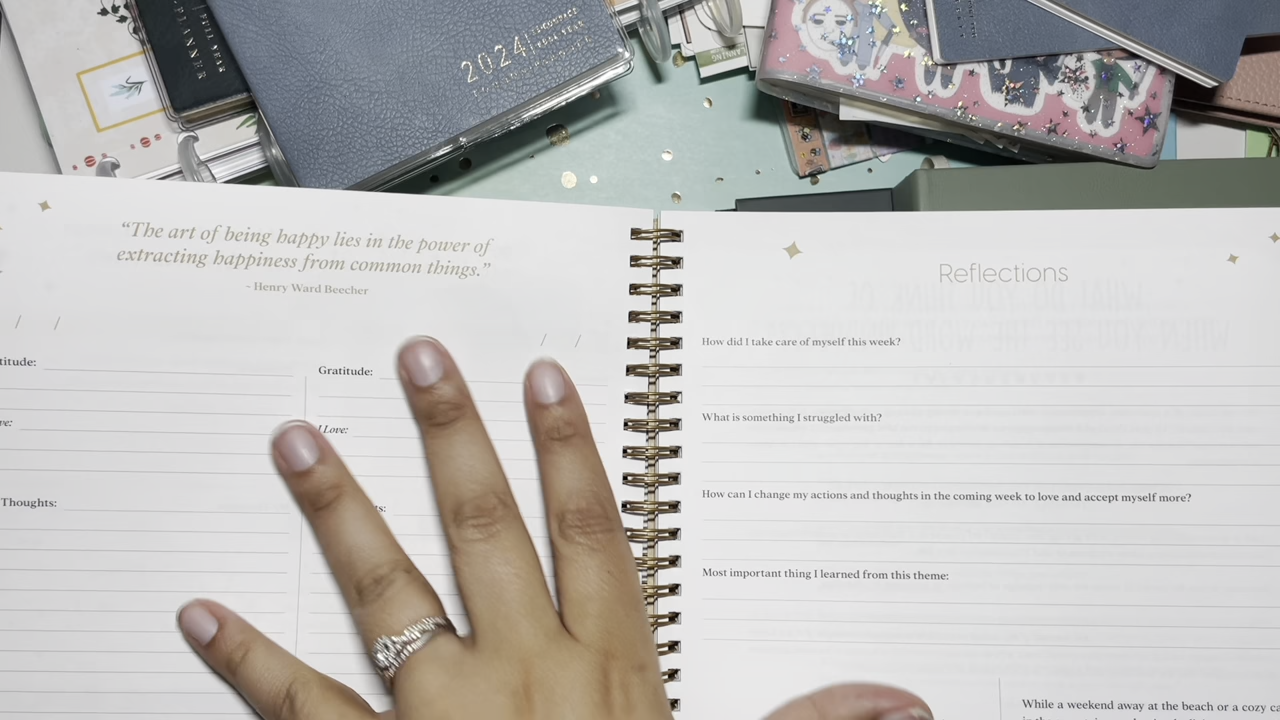 PLANNER
2024
"The art of being happy lies in the power of
extracting happiness from common things."
~ Henry Ward Beecher
/ /
/ /
titude:
Gratitude:
I Love:
Thoughts:
Reflections
How did I take care of myself this week?
What is something I struggled with?
How can I change my actions and thoughts in the coming week to love and accept myself more?
Most important thing I learned from this theme:
While a weekend away at the beach or a cozy ca